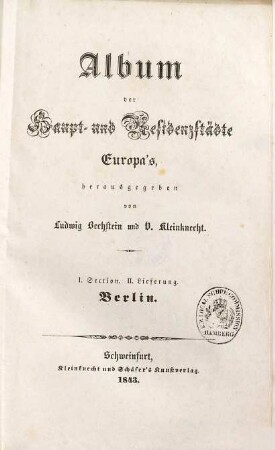 Album
der
Haupt- und Residenzstädte
Europa's,
herausgegeben
von
Ludwig Bechstein und V. Kleinknecht.
I. Section. II. Lieferung.
Berlin.
Schweinfurt,
Kleinknecht und Schäfer's Kunstverlag.
1843.
BAMBERG